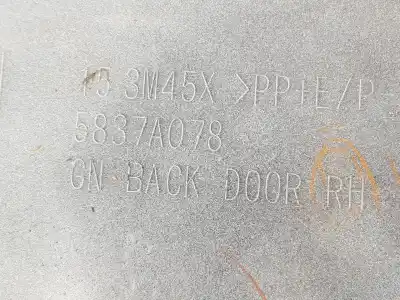 3M45X >PP+E/P
5837A078
GN BACK DOOR RH